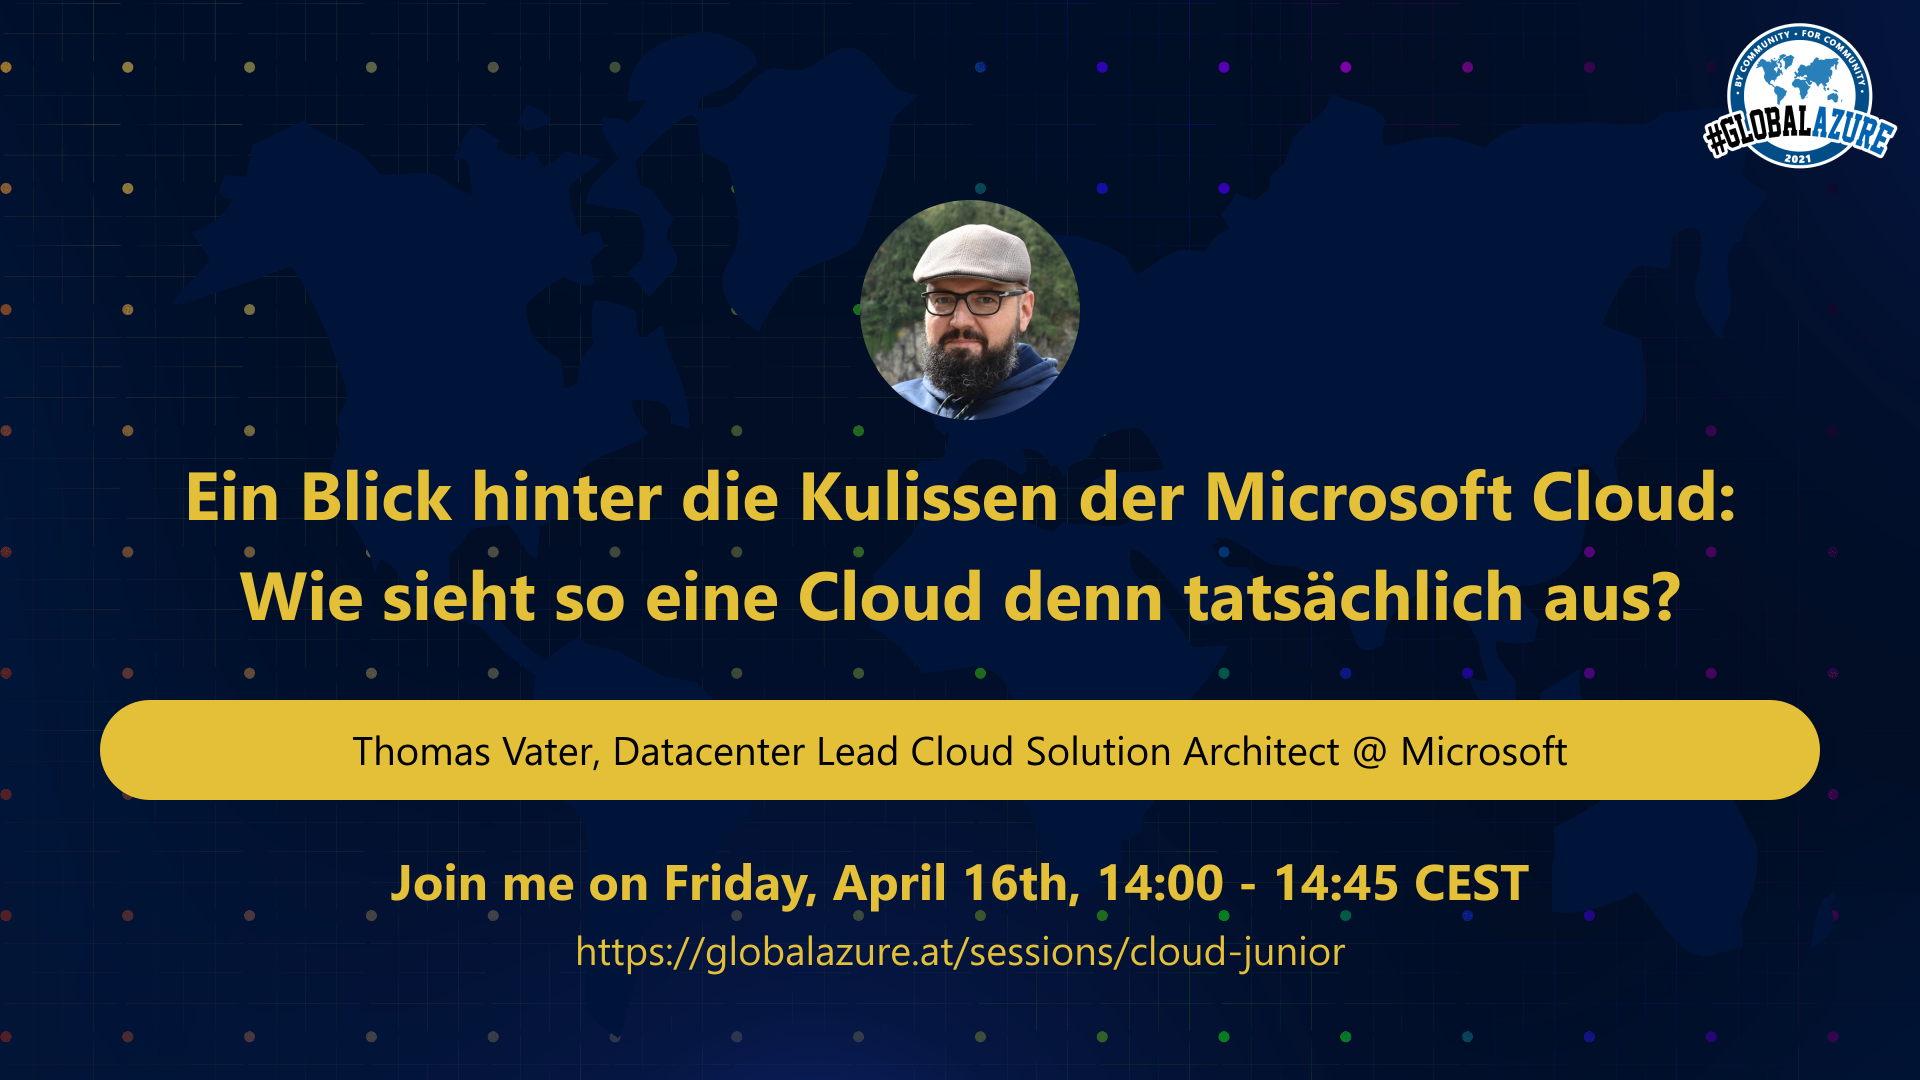 • BY COMMUNITY • FOR COMMUNITY •
#GLOBALAZURE
2021
Ein Blick hinter die Kulissen der Microsoft Cloud:
Wie sieht so eine Cloud denn tatsächlich aus?
Thomas Vater, Datacenter Lead Cloud Solution Architect @ Microsoft
Join me on Friday, April 16th, 14:00 - 14:45 CEST
https://globalazure.at/sessions/cloud-junior